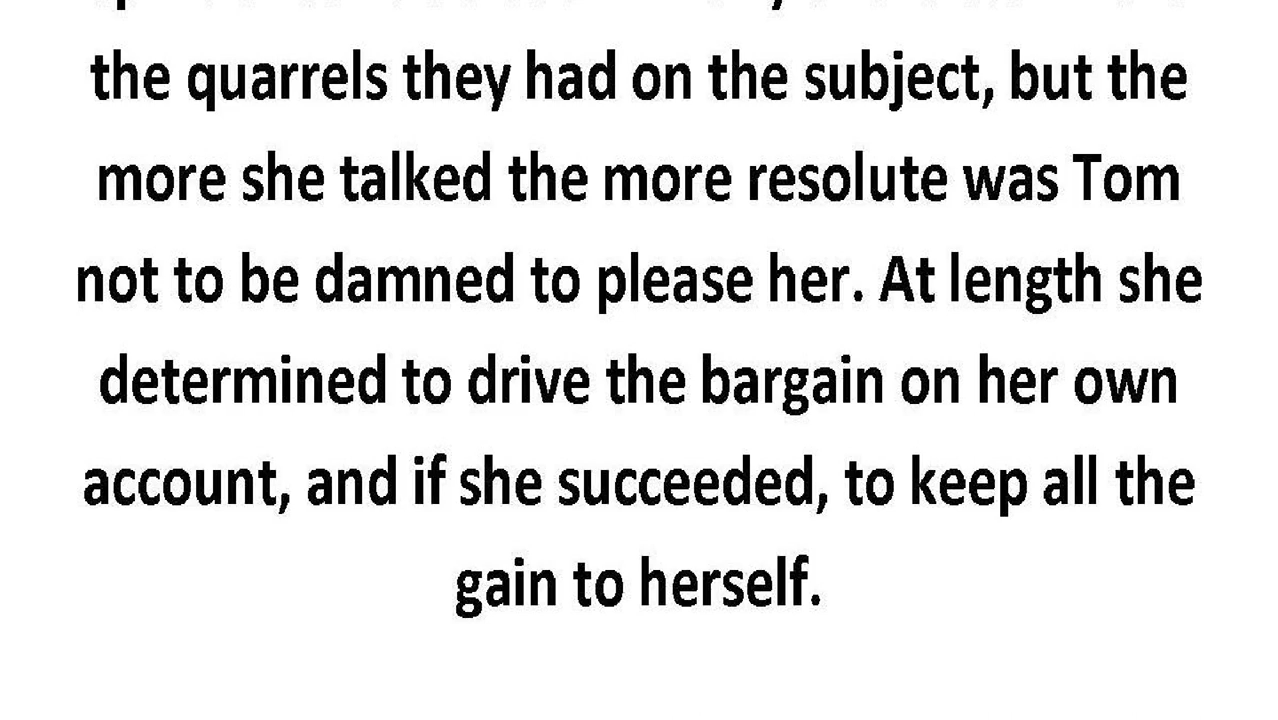 the quarrels they had on the subject, but the
more she talked the more resolute was Tom
not to be damned to please her. At length she
determined to drive the bargain on her own
account, and if she succeeded, to keep all the
gain to herself.